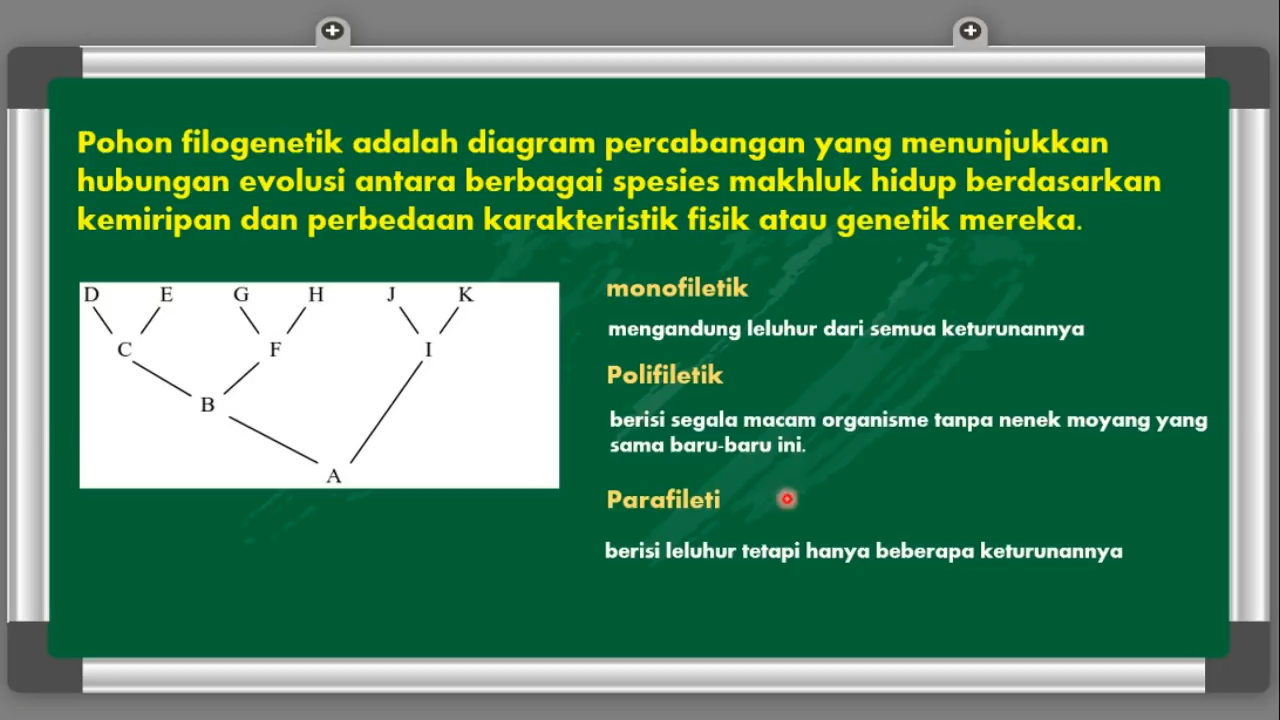 Pohon filogenetik adalah diagram percabangan yang menunjukkan
hubungan evolusi antara berbagai spesies makhluk hidup berdasarkan
kemiripan dan perbedaan karakteristik fisik atau genetik mereka.
D E G H J K
C F I
B
A
monofiletik
mengandung leluhur dari semua keturunannya
Polifiletik
berisi segala macam organisme tanpa nenek moyang yang
sama baru-baru ini.
Parafileti
berisi leluhur tetapi hanya beberapa keturunannya